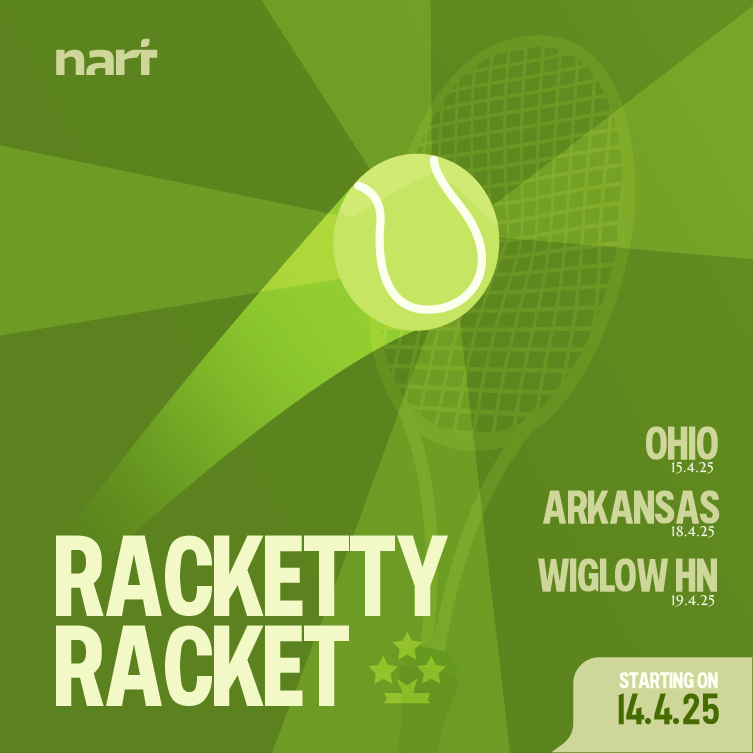 nart
RACKETTY
RACKET
OHIO
15.4.25
ARKANSAS
18.4.25
WIGLOW HN
19.4.25
STARTING ON
14.4.25